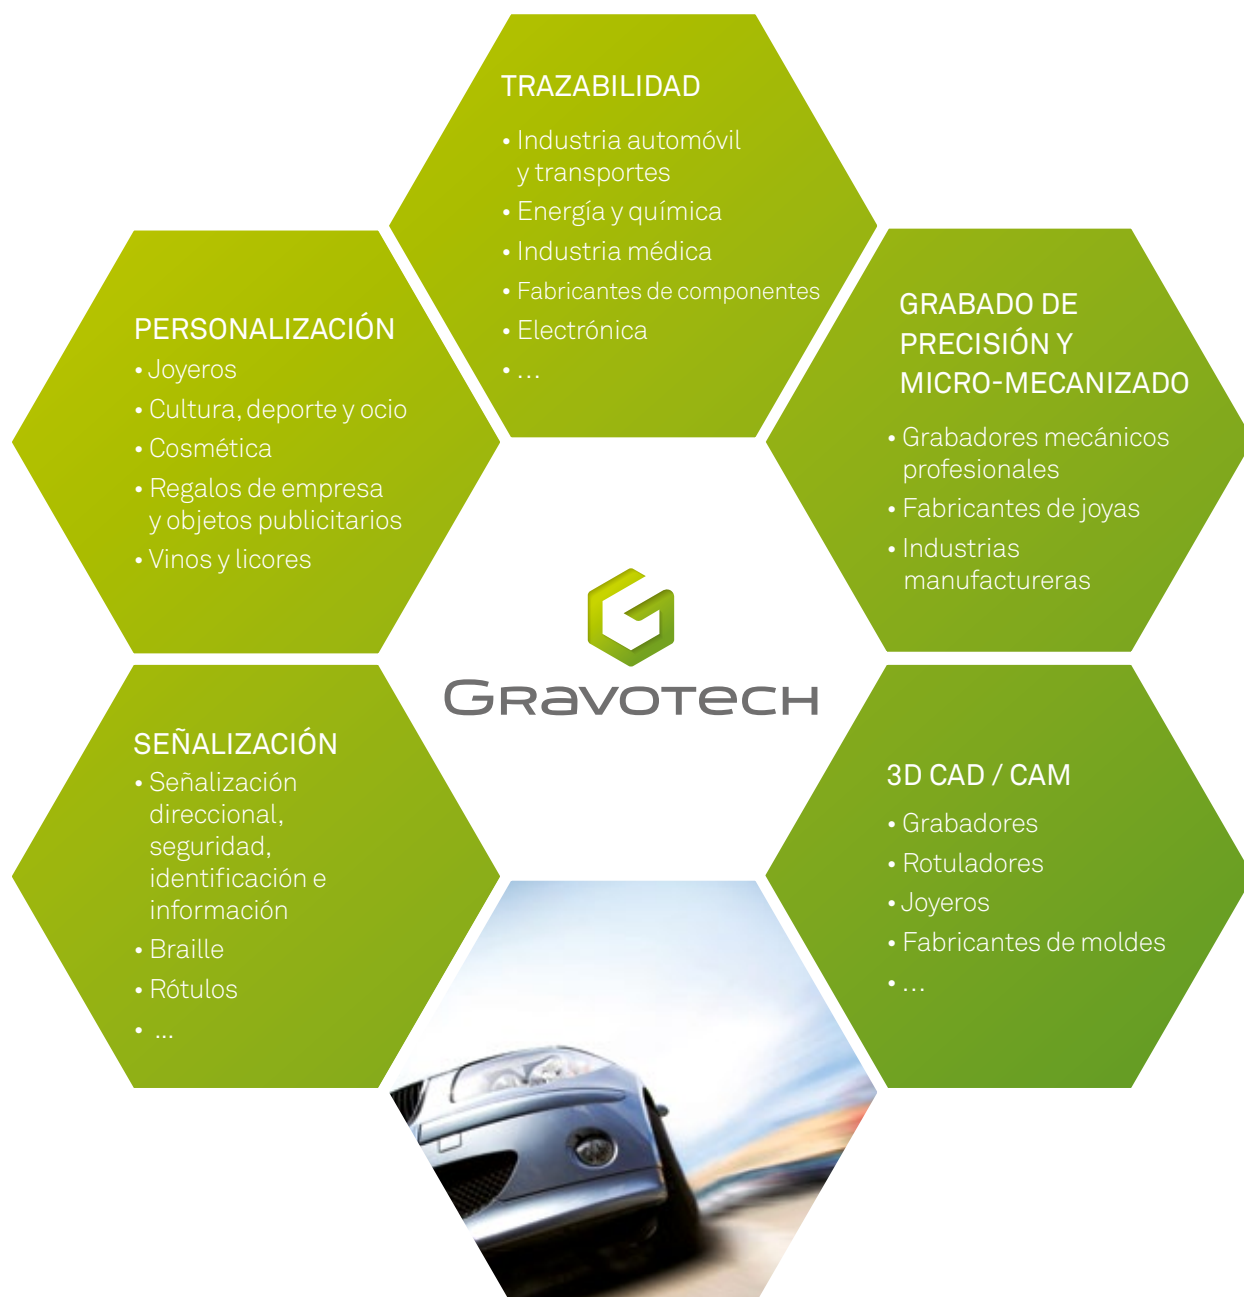 TRAZABILIDAD
• Industria automóvil
y transportes
• Energía y química
• Industria médica
• Fabricantes de componentes
• Electrónica
• ...
PERSONALIZACIÓN
• Joyeros
• Cultura, deporte y ocio
• Cosmética
• Regalos de empresa
y objetos publicitarios
• Vinos y licores
GRABADO DE
PRECISIÓN Y
MICRO-MECANIZADO
• Grabadores mecánicos
profesionales
• Fabricantes de joyas
• Industrias
manufactureras
GRAVOTECH
SEÑALIZACIÓN
• Señalización
direccional,
seguridad,
identificación e
información
• Braille
• Rótulos
• ...
3D CAD / CAM
• Grabadores
• Rotuladores
• Joyeros
• Fabricantes de moldes
• ...